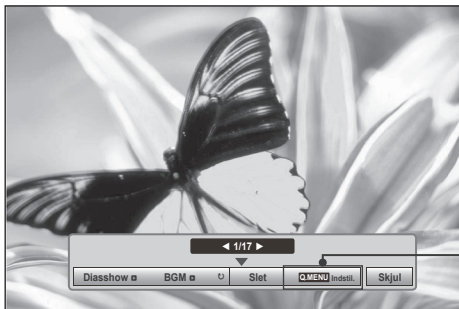 ◀ 1/17 ▶
Diasshow BGM ↻ Slet Q.MENU Indstil. Skjul